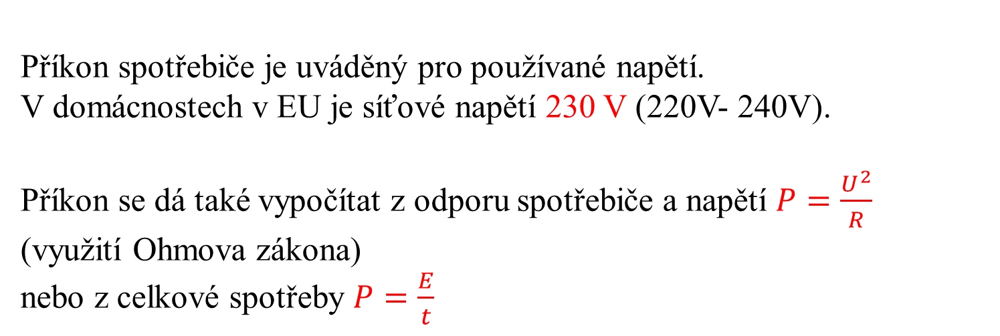 Příkon spotřebiče je uváděný pro používané napětí.
V domácnostech v EU je síťové napětí 230 V (220V- 240V).
Příkon se dá také vypočítat z odporu spotřebiče a napětí $P = \frac{U^2}{R}$
(využití Ohmova zákona)
nebo z celkové spotřeby $P = \frac{E}{t}$